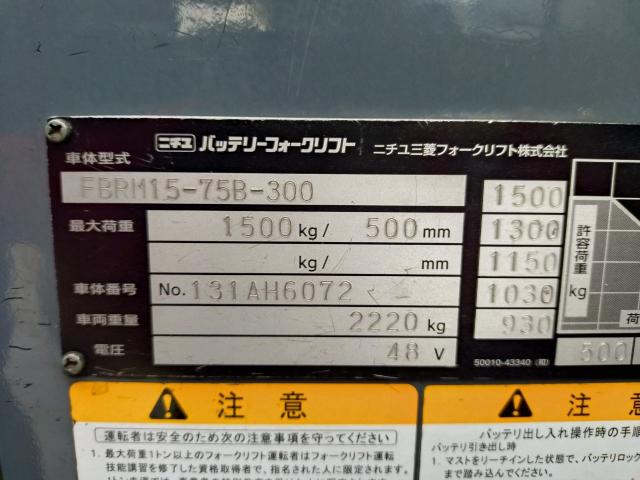 ニチユ バッテリーフォークリフト ニチユ三菱フォークリフト株式会社
車体型式 FBRM15-75B-300
最大荷重 1500kg/ 500mm
kg/ mm
車体番号 No. 131AH6072
車両重量 2220kg
電圧 48 V
1500
1300
1150
1030
930
許容荷重 kg
荷
50010-43340 (和)
500
注意
運転者は安全のため次の注意事項を守ってください
1. 最大荷重1トン以上のフォークリフト運転者はフォークリフト運転
技能講習を修了した資格取得者で、指名された人に限定されます。
注意
バッテリ出し入れ操作時の手順
バッテリ引き出し時
1. マストをリーチインした状態で、バッテリロック
まで踏み込んでください。